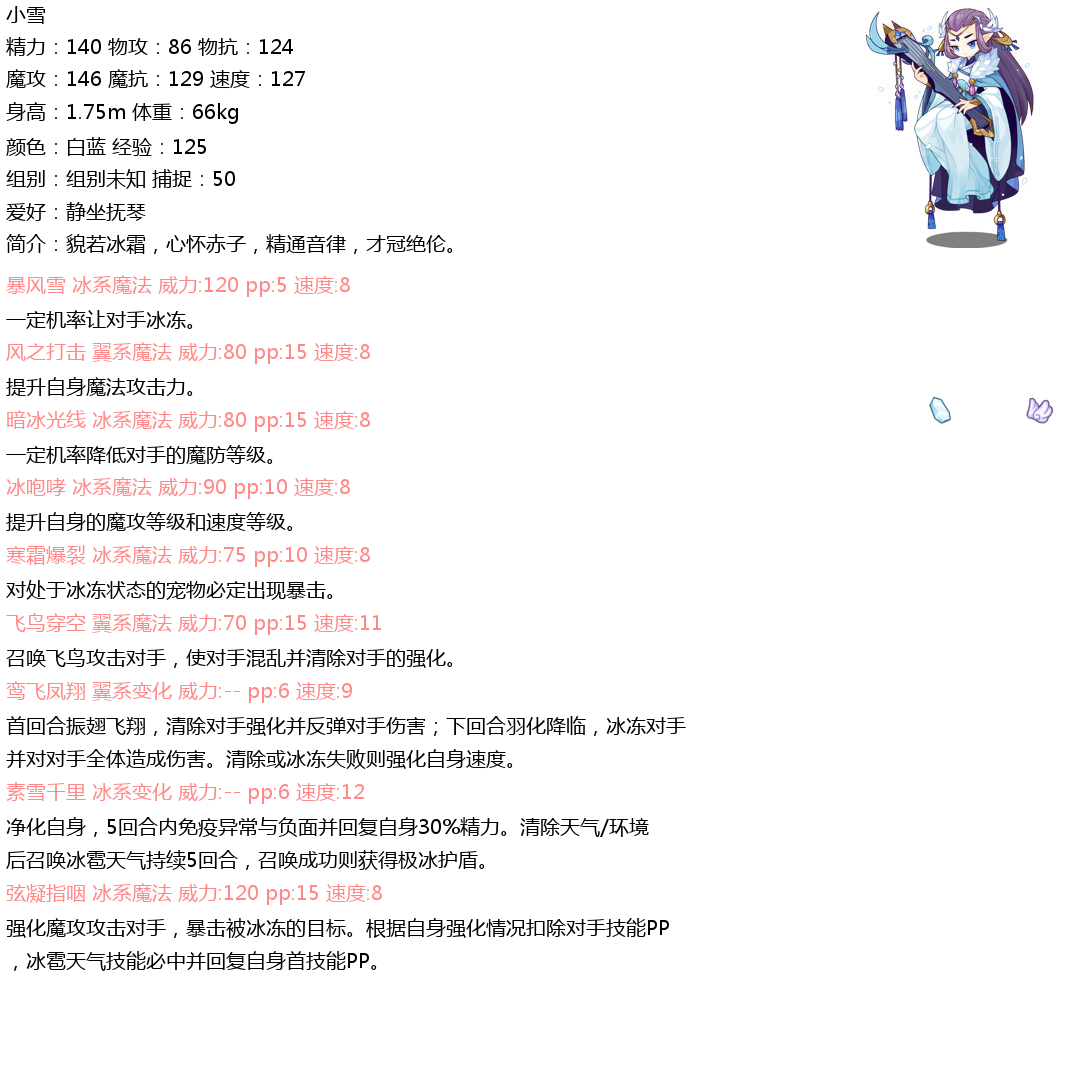 小雪
精力：140 物攻：86 物抗：124
魔攻：146 魔抗：129 速度：127
身高：1.75m 体重：66kg
颜色：白蓝 经验：125
组别：组别未知 捕捉：50
爱好：静坐抚琴
简介：貌若冰霜，心怀赤子，精通音律，才冠绝伦。
暴风雪 冰系魔法 威力:120 pp:5 速度:8
一定机率让对手冰冻。
风之打击 翼系魔法 威力:80 pp:15 速度:8
提升自身魔法攻击力。
暗冰光线 冰系魔法 威力:80 pp:15 速度:8
一定机率降低对手的魔防等级。
冰咆哮 冰系魔法 威力:90 pp:10 速度:8
提升自身的魔攻等级和速度等级。
寒霜爆裂 冰系魔法 威力:75 pp:10 速度:8
对处于冰冻状态的宠物必定出现暴击。
飞鸟穿空 翼系魔法 威力:70 pp:15 速度:11
召唤飞鸟攻击对手，使对手混乱并清除对手的强化。
鸾飞凤翔 翼系变化 威力:-- pp:6 速度:9
首回合振翅飞翔，清除对手强化并反弹对手伤害；下回合羽化降临，冰冻对手
并对对手全体造成伤害。清除或冰冻失败则强化自身速度。
素雪千里 冰系变化 威力:-- pp:6 速度:12
净化自身，5回合内免疫异常与负面并回复自身30%精力。清除天气/环境
后召唤冰雹天气持续5回合，召唤成功则获得极冰护盾。
弦凝指咽 冰系魔法 威力:120 pp:15 速度:8
强化魔攻攻击对手，暴击被冰冻的目标。根据自身强化情况扣除对手技能PP
，冰雹天气技能必中并回复自身首技能PP。